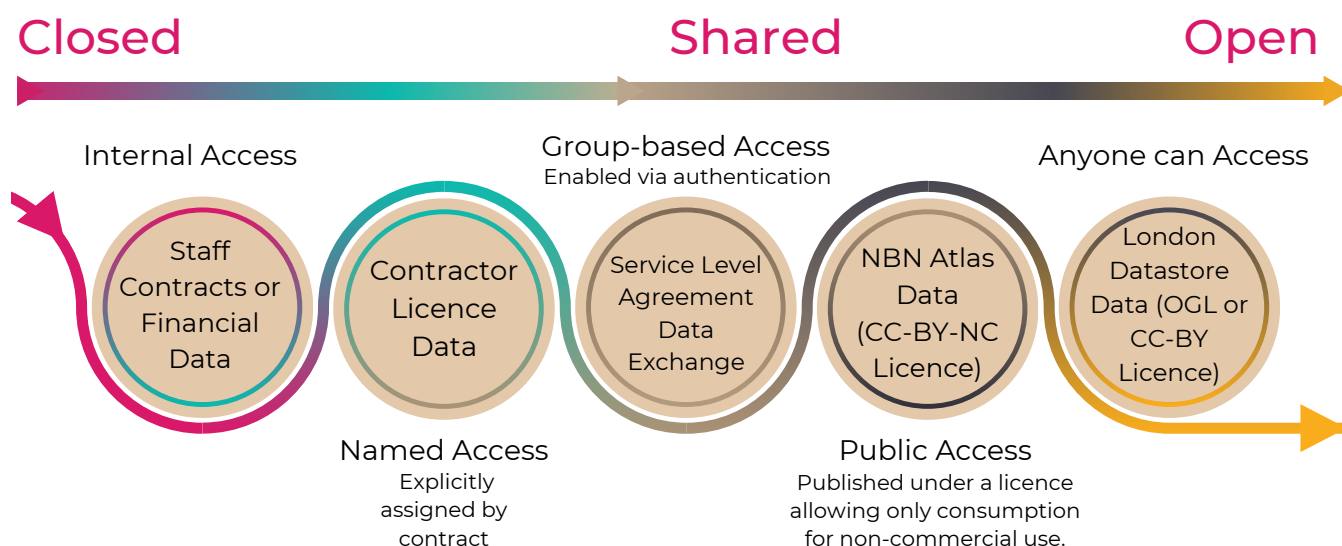 Closed
Shared
Open
Internal Access
Staff
Contracts or
Financial
Data
Contractor
Licence
Data
Named Access
Explicitly
assigned by
contract
Group-based Access
Enabled via authentication
Service Level
Agreement
Data
Exchange
NBN Atlas
Data
(CC-BY-NC
Licence)
Public Access
Published under a licence
allowing only consumption
for non-commercial use.
Anyone can Access
London
Datastore
Data (OGL or
CC-BY
Licence)